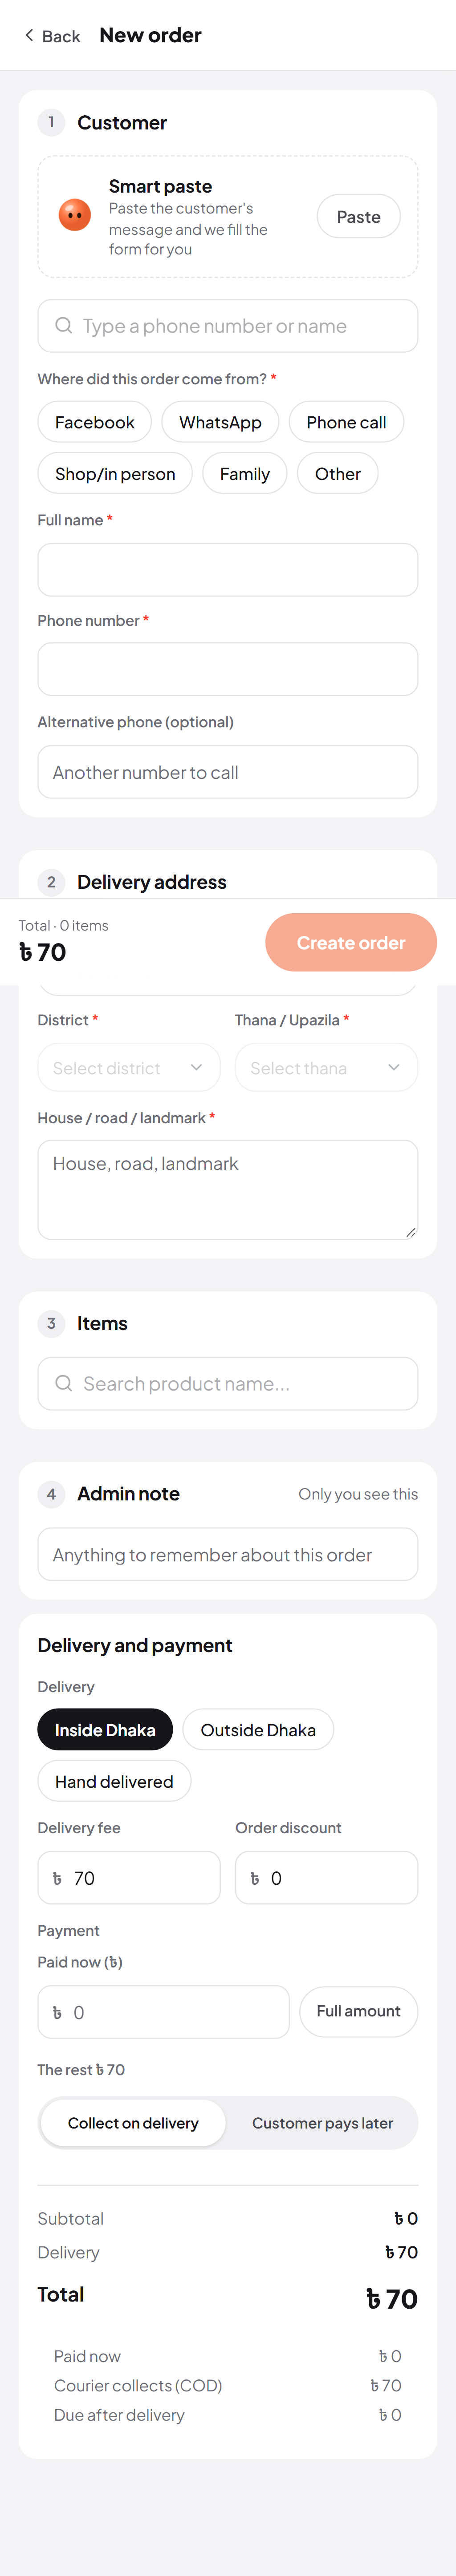 Back New order
1 Customer
Smart paste
Paste the customer's
message and we fill the
form for you
Paste
Type a phone number or name
Where did this order come from? *
Facebook WhatsApp Phone call
Shop/in person Family Other
Full name *
Phone number *
Alternative phone (optional)
Another number to call
2 Delivery address
Total · 0 items
৳ 70
Create order
District * Thana / Upazila *
Select district Select thana
House / road / landmark *
House, road, landmark
3 Items
Search product name...
4 Admin note Only you see this
Anything to remember about this order
Delivery and payment
Delivery
Inside Dhaka Outside Dhaka
Hand delivered
Delivery fee Order discount
৳ 70 ৳ 0
Payment
Paid now (৳)
৳ 0 Full amount
The rest ৳ 70
Collect on delivery Customer pays later
Subtotal ৳ 0
Delivery ৳ 70
Total ৳ 70
Paid now ৳ 0
Courier collects (COD) ৳ 70
Due after delivery ৳ 0